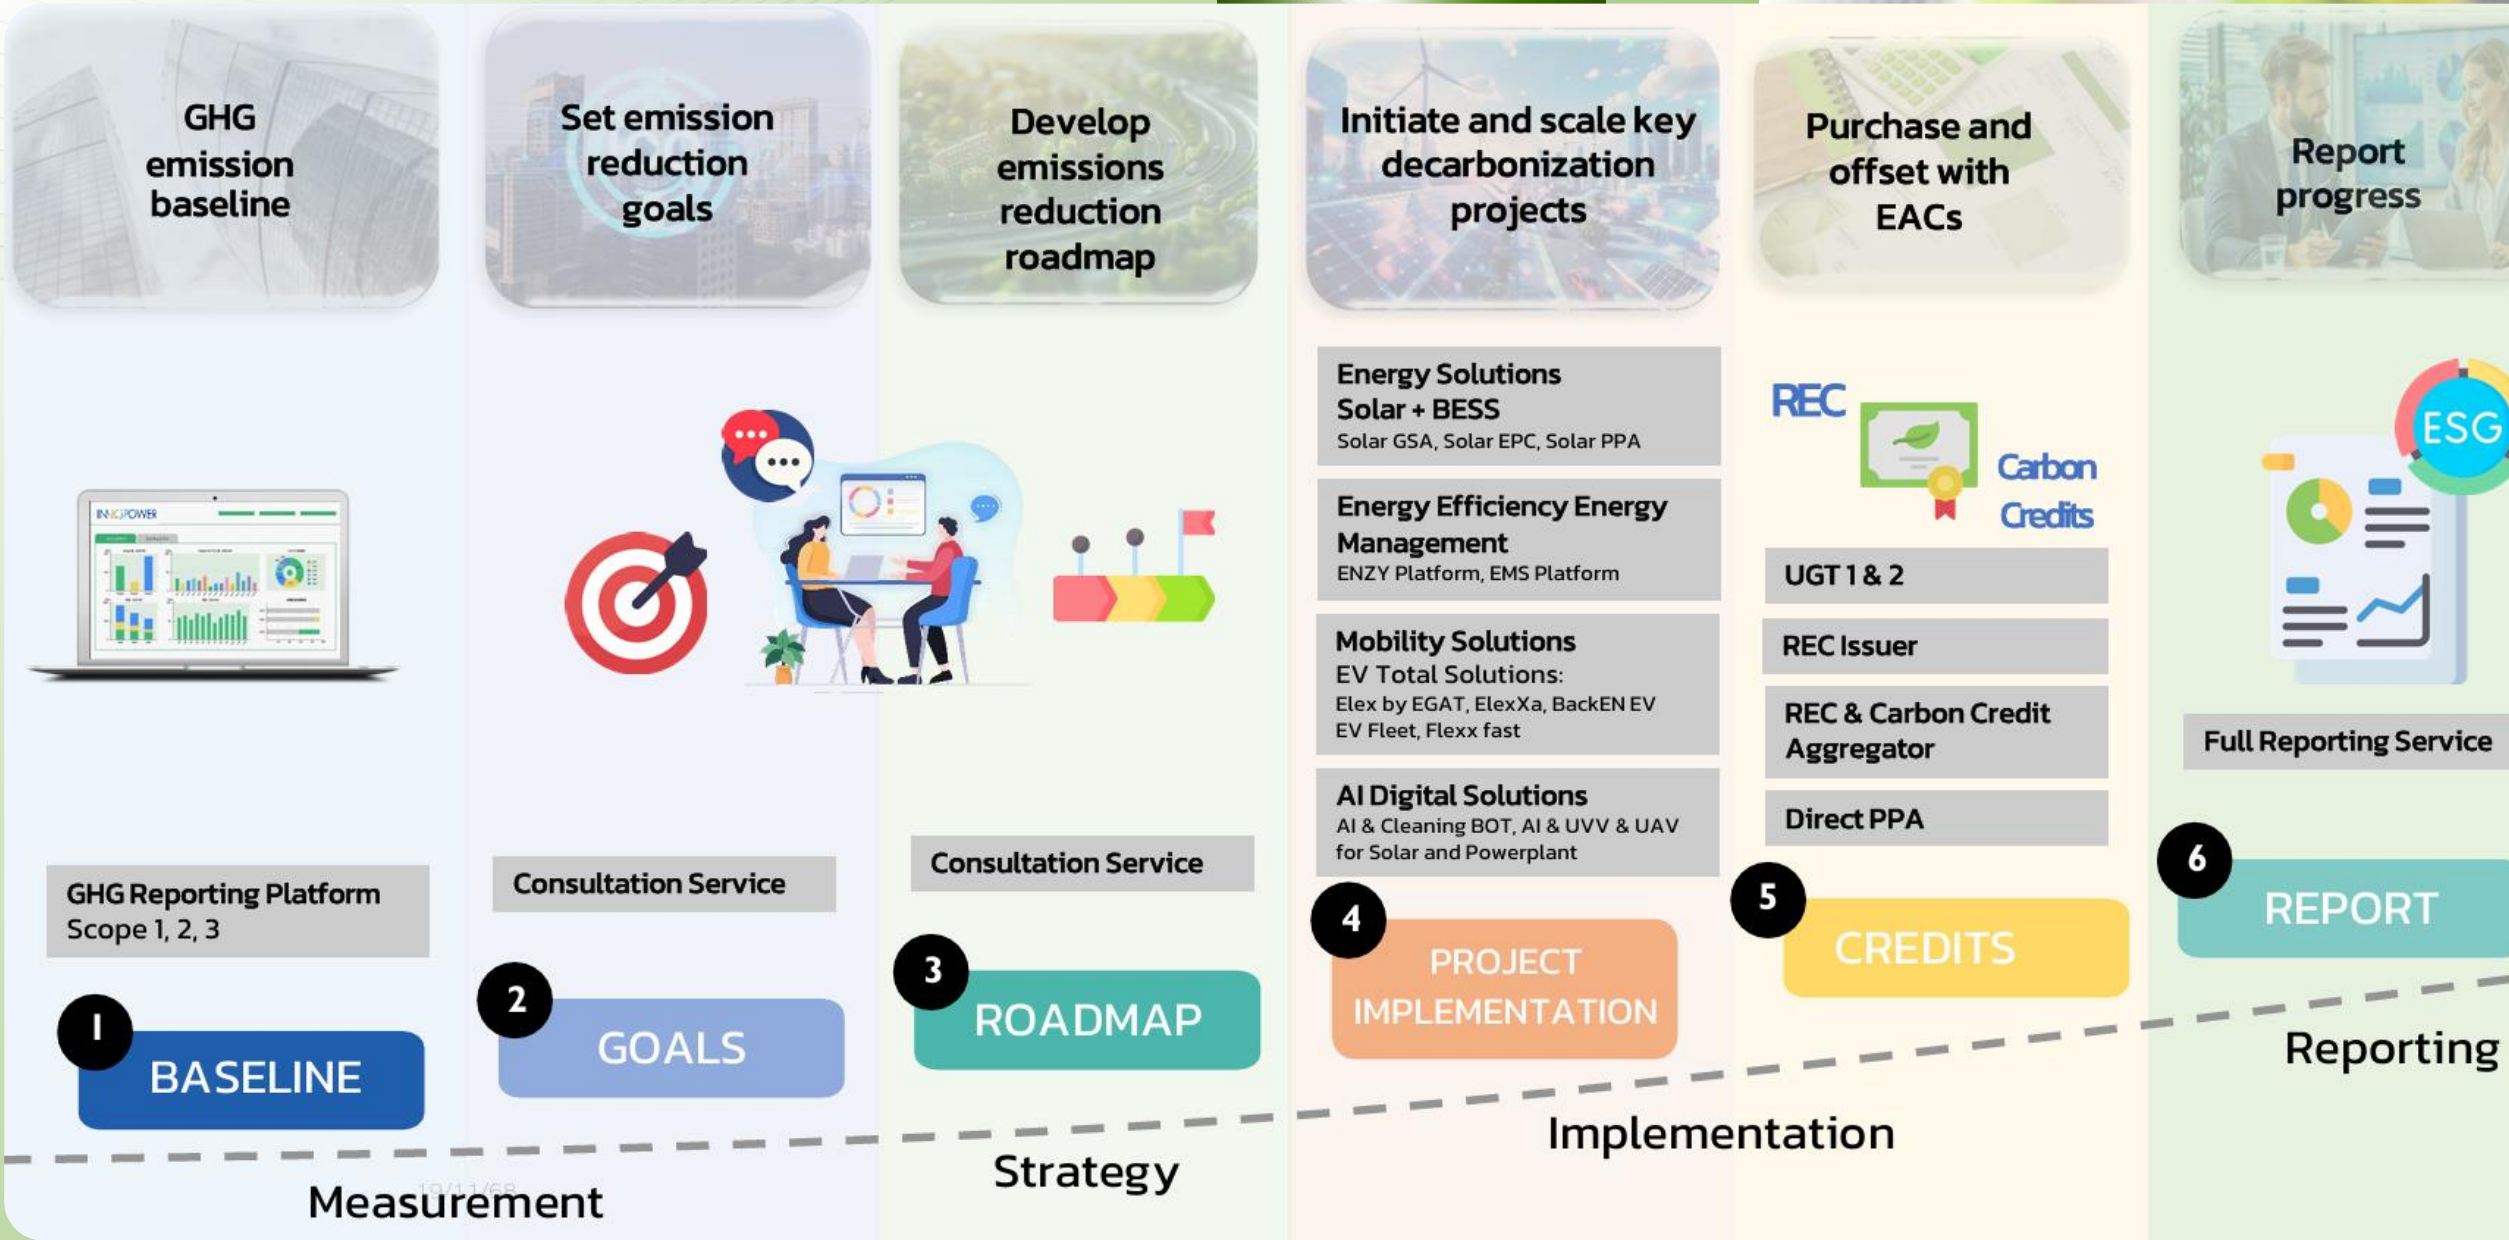 GHG
emission
baseline
Set emission
reduction
goals
Develop
emissions
reduction
roadmap
Initiate and scale key
decarbonization
projects
Purchase and
offset with
EACs
Report
progress
INNOPOWER
GHG Reporting Platform
Scope 1, 2, 3
1
BASELINE
Consultation Service
2
GOALS
Consultation Service
3
ROADMAP
Energy Solutions
Solar + BESS
Solar GSA, Solar EPC, Solar PPA
Energy Efficiency Energy
Management
ENZY Platform, EMS Platform
Mobility Solutions
EV Total Solutions:
Elex by EGAT, ElexXa, BackEN EV
EV Fleet, Flexx fast
AI Digital Solutions
AI & Cleaning BOT, AI & UVV & UAV
for Solar and Powerplant
4
PROJECT
IMPLEMENTATION
REC
Carbon
Credits
UGT 1 & 2
REC Issuer
REC & Carbon Credit
Aggregator
Direct PPA
5
CREDITS
ESG
Full Reporting Service
6
REPORT
Measurement
19/11/68
Strategy
Implementation
Reporting